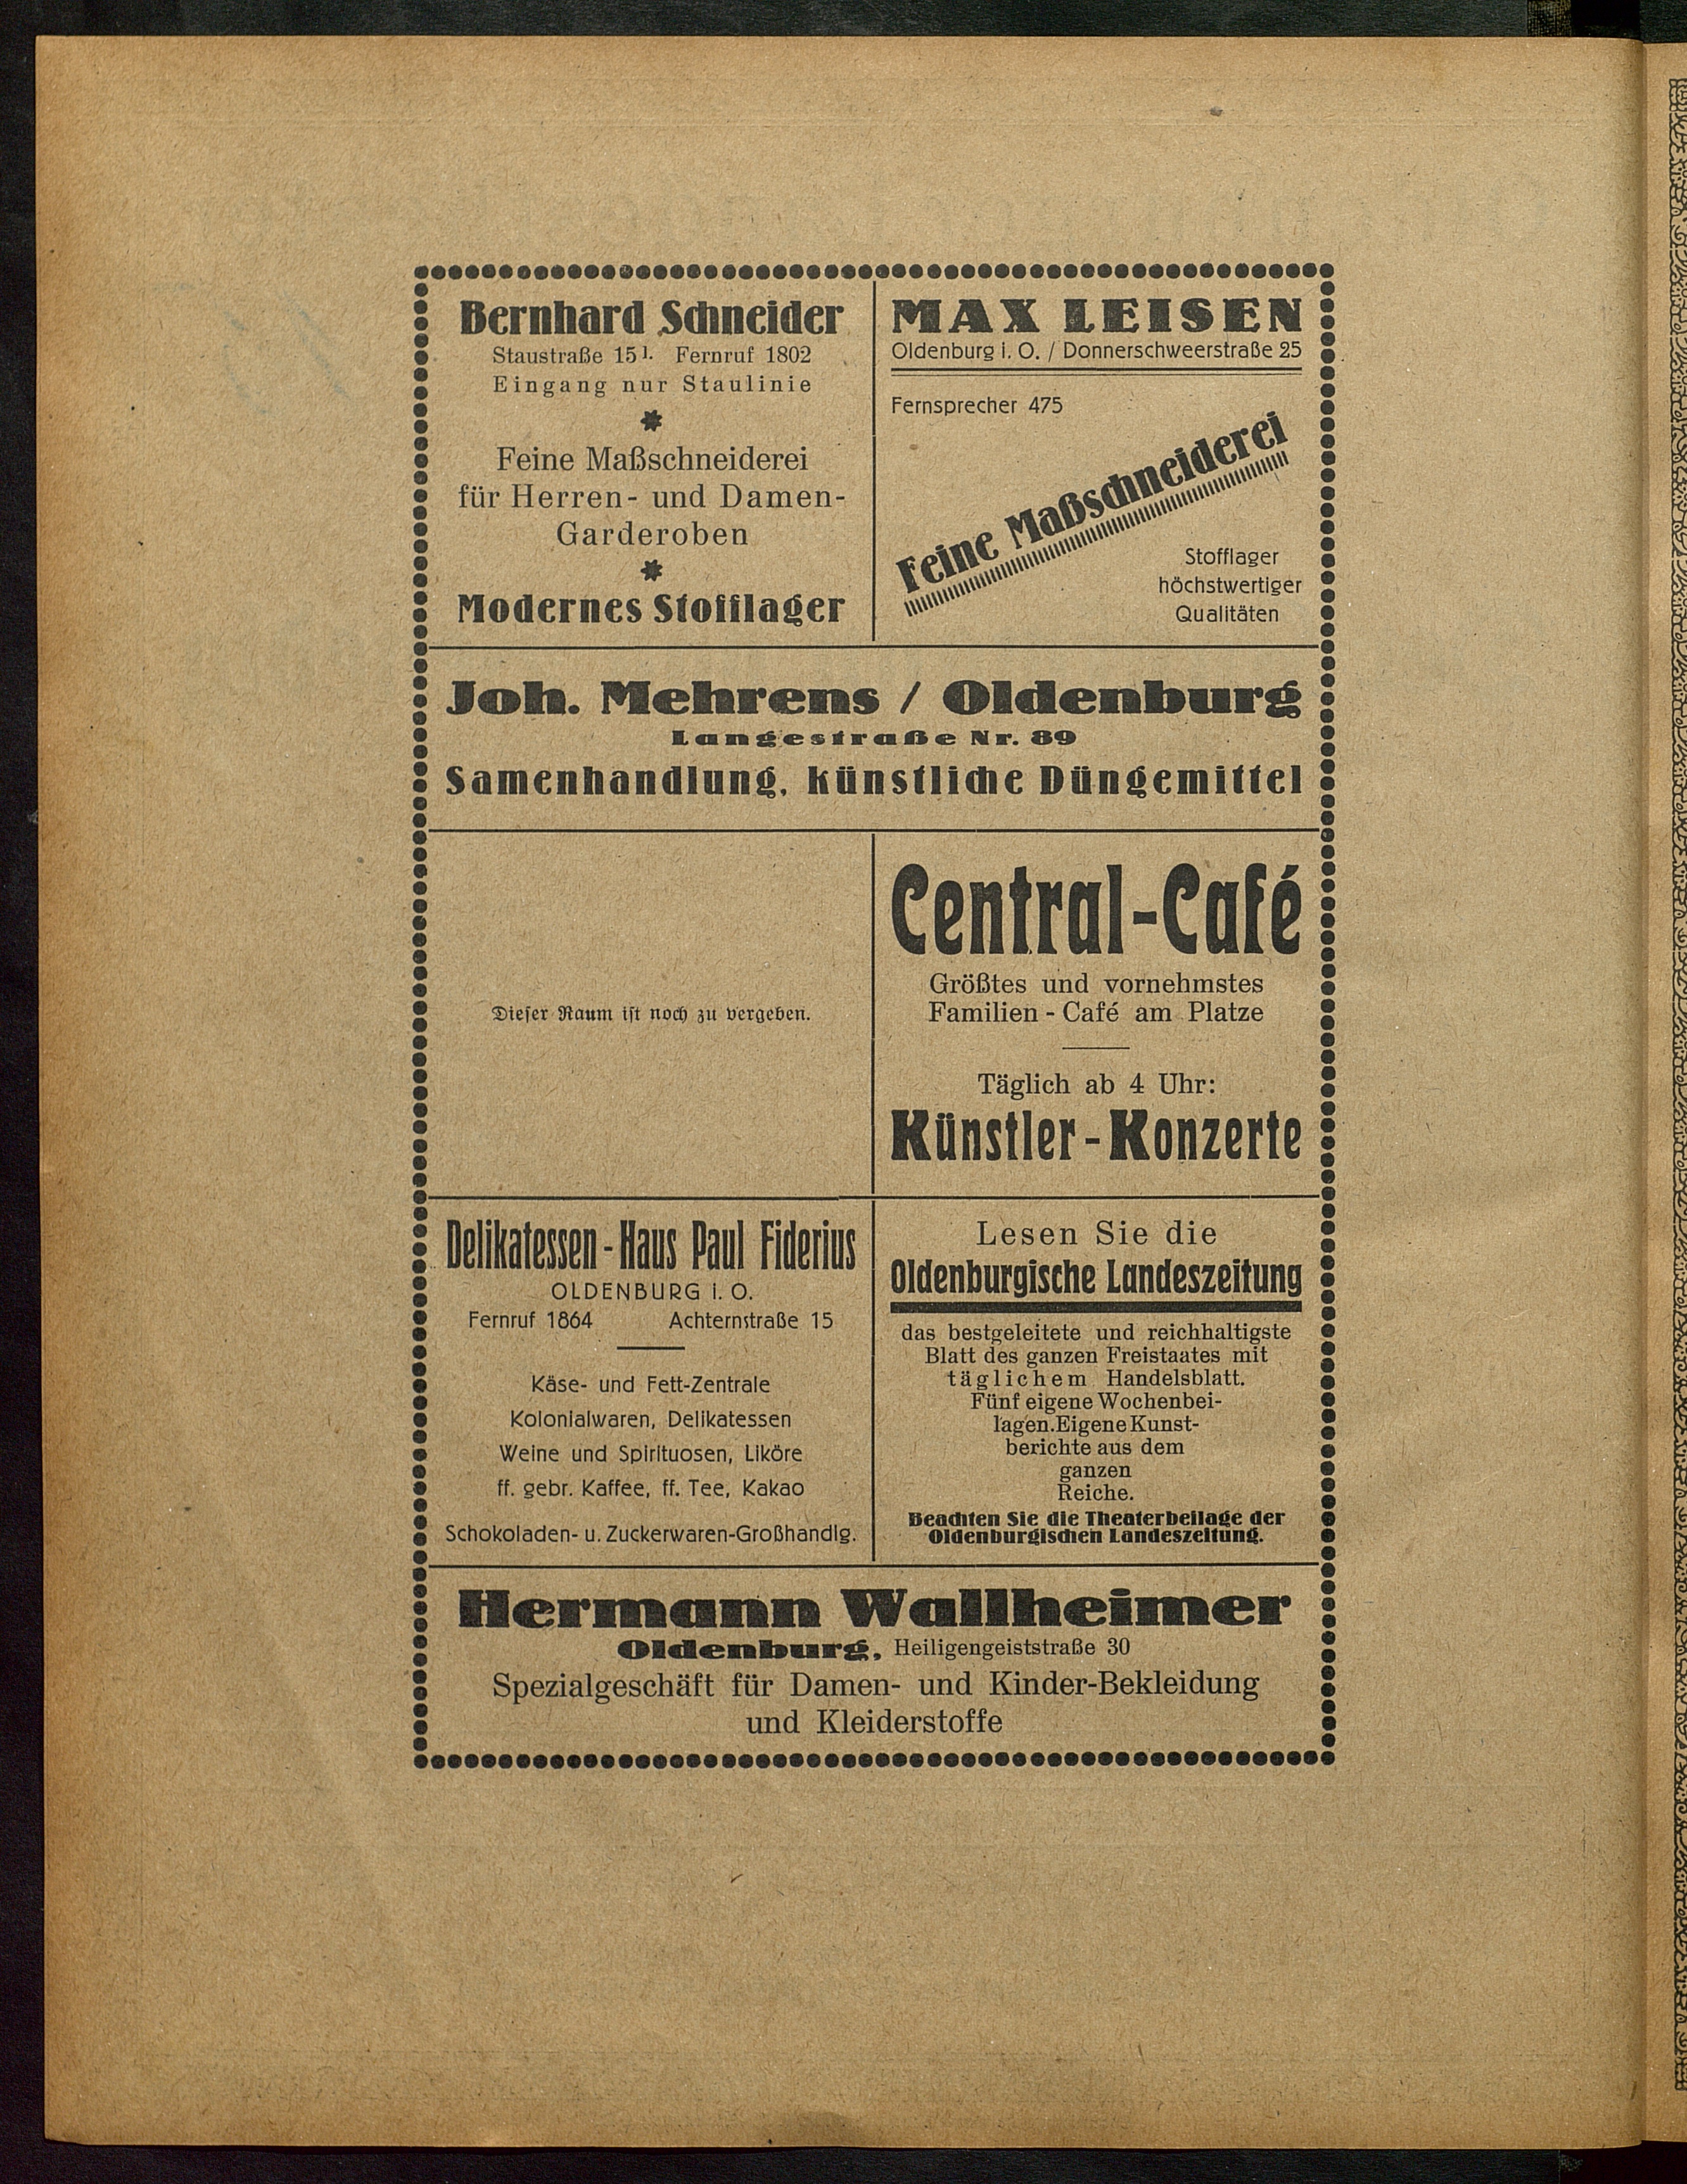 Bernhard Schneider
Staustraße 15 I. Fernruf 1802
Eingang nur Staulinie
Feine Maßschneiderei
für Herren- und Damen-
Garderoben
Modernes Stofflager
MAX LEISEN
Oldenburg i. O. / Donnerschweerstraße 25
Fernsprecher 475
Feine Maßschneiderei
Stofflager
höchstwertiger
Qualitäten
Joh. Mehrens / Oldenburg
Langestraße Nr. 89
Samenhandlung, künstliche Düngemittel
Dieser Raum ist noch zu vergeben.
Central-Café
Größtes und vornehmstes
Familien - Café am Platze
Täglich ab 4 Uhr:
Künstler - Konzerte
Delikatessen - Haus Paul Fiderius
OLDENBURG i. O.
Fernruf 1864 Achternstraße 15
Käse- und Fett-Zentrale
Kolonialwaren, Delikatessen
Weine und Spirituosen, Liköre
ff. gebr. Kaffee, ff. Tee, Kakao
Schokoladen- u. Zuckerwaren-Großhandlg.
Lesen Sie die
Oldenburgische Landeszeitung
das bestgeleitete und reichhaltigste
Blatt des ganzen Freistaates mit
täglichem Handelsblatt.
Fünf eigene Wochenbei-
lagen. Eigene Kunst-
berichte aus dem
ganzen
Reiche.
Beachten Sie die Theaterbeilage der
Oldenburgischen Landeszeitung.
Hermann Wallheimer
Oldenburg, Heiligengeiststraße 30
Spezialgeschäft für Damen- und Kinder-Bekleidung
und Kleiderstoffe